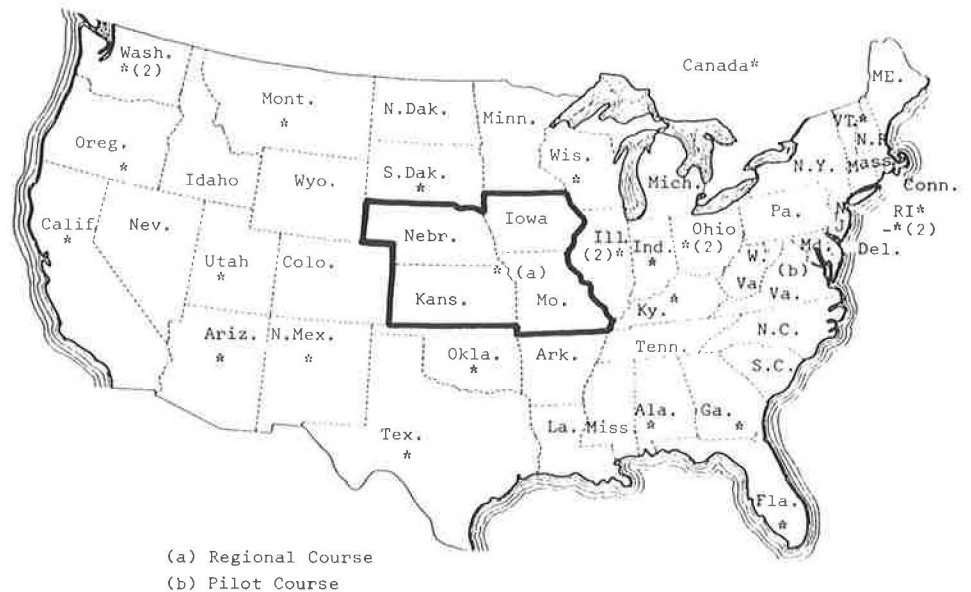 Wash.
*(2)
Mont.
*
N.Dak.
Minn.
Canada*
ME.
VT.*
N.H.
Oreg.
*
Idaho
Wyo.
S.Dak.
*
Wis.
*
Mich.
N.Y.
Mass.
Conn.
RI*
-*(2)
Calif
*
Nev.
Utah
*
Colo.
Nebr.
Iowa
Ill.
(2)*
Ind.
*
Ohio
*(2)
Pa.
N.
J.
Md.
(b)
Del.
W.
Va.
Va.
Kans.
*(a)
Mo.
Ky.
*
Ariz.
*
N.Mex.
*
Okla.
*
Ark.
Tenn.
N.C.
S.C.
Tex.
*
La.
Miss.
Ala.
*
Ga.
*
Fla.
*
(a) Regional Course
(b) Pilot Course